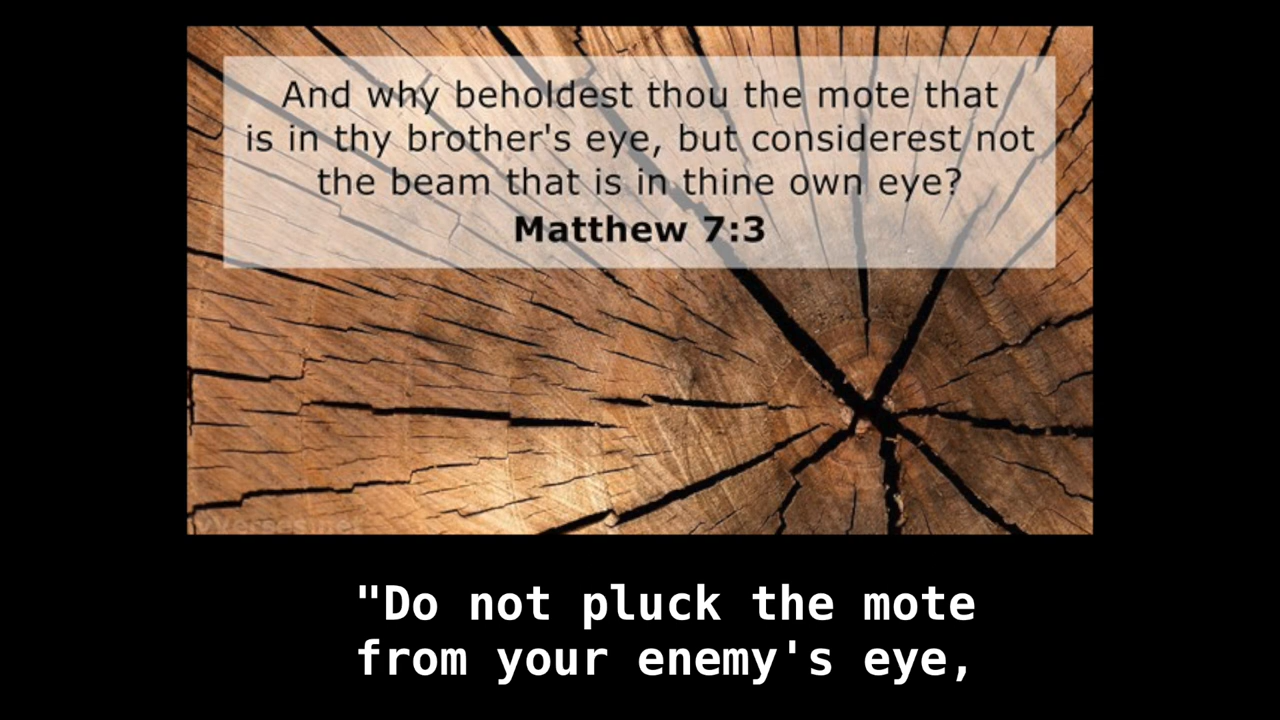 And why beholdest thou the mote that
is in thy brother's eye, but considerest not
the beam that is in thine own eye?
Matthew 7:3
"Do not pluck the mote
from your enemy's eye,